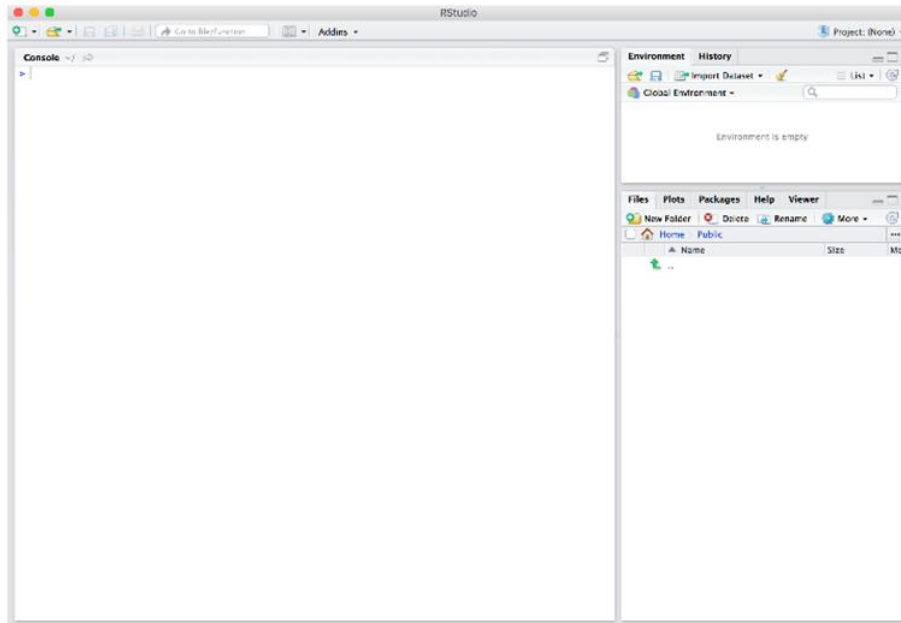 RStudio
Go to file/function Addins Project: (None)
Console ~/
>
Environment History
Import Dataset List
Global Environment
Environment is empty
Files Plots Packages Help Viewer
New Folder Delete Rename More
Home Public
Name Size Mo
..